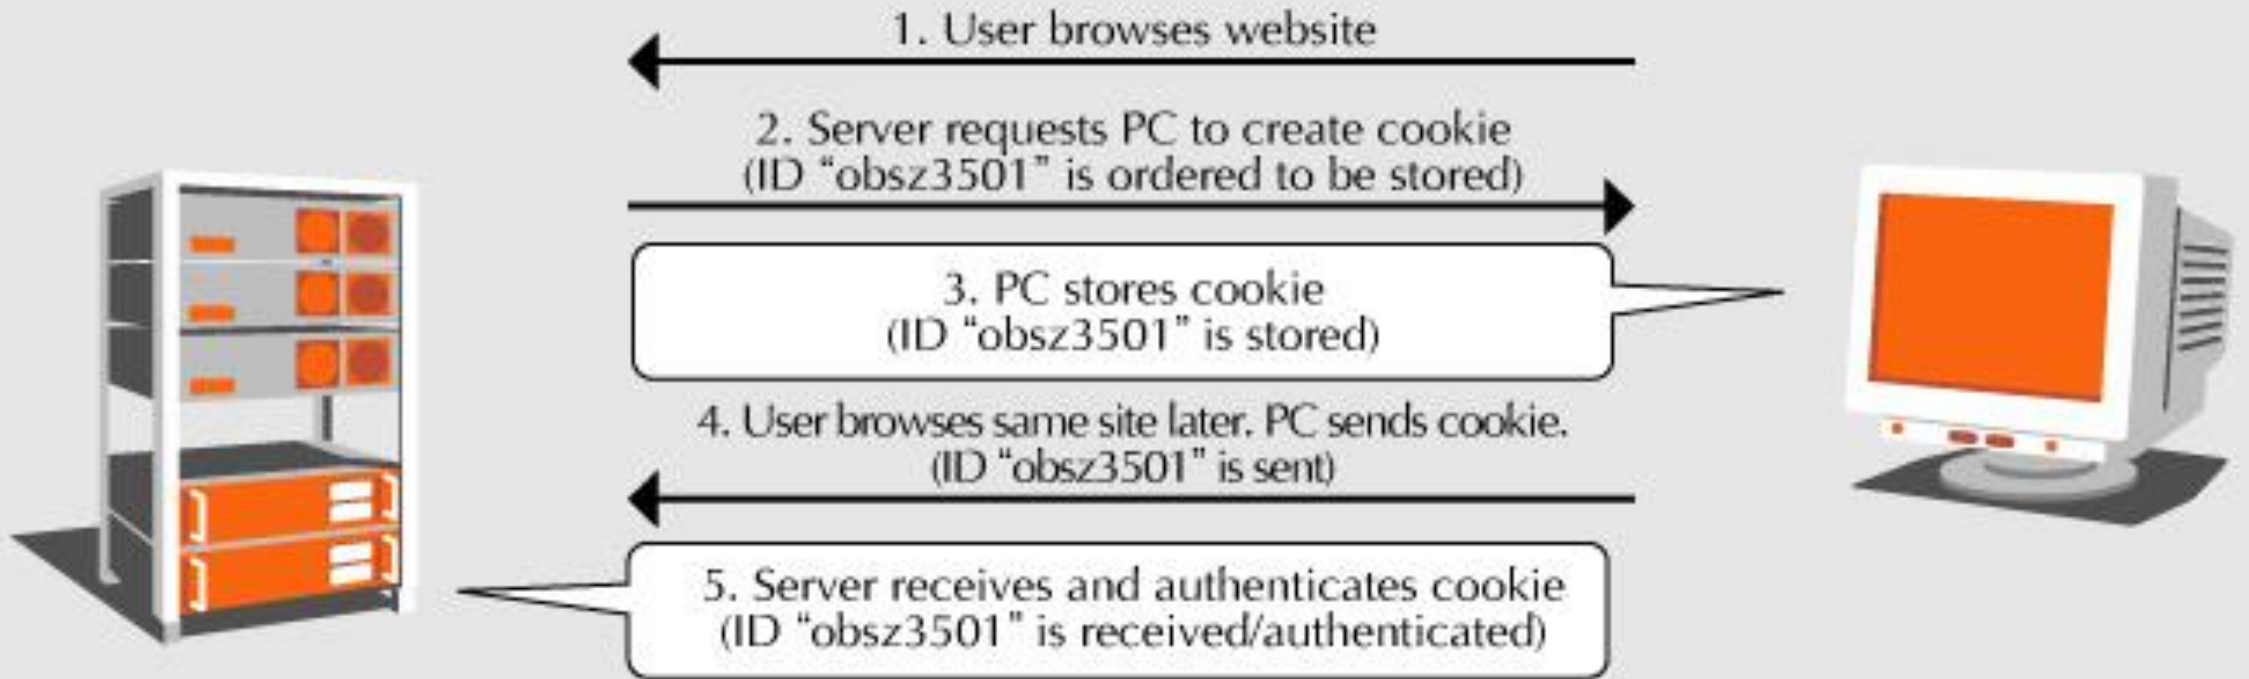 1. User browses website
2. Server requests PC to create cookie
(ID “obsz3501” is ordered to be stored)
3. PC stores cookie
(ID “obsz3501” is stored)
4. User browses same site later. PC sends cookie.
(ID “obsz3501” is sent)
5. Server receives and authenticates cookie
(ID “obsz3501” is received/authenticated)